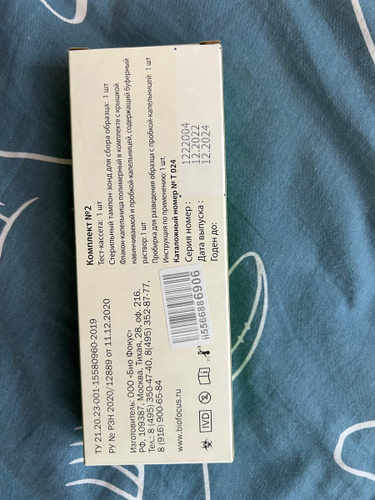 Комплект №2
Тест-кассета: 1 шт
Стерильный тампон-зонд для сбора образца: 1 шт
Флакон-капельница полимерный в комплекте с крышкой
навинчиваемой и пробкой-капельницей, содержащий буферный
раствор: 1 шт
Пробирка для разведения образца с пробкой-капельницей: 1 шт
Инструкция по применению: 1 шт.
Каталожный номер № Т 024
Серия номер : 1222004
Дата выпуска : 12.2022
Годен до: 12.2024
ТУ 21.20.23-001-15580960-2019
РУ № РЗН 2020/12889 от 11.12.2020
Изготовитель: ООО «Био Фокус»
РФ, 109387, Москва, Тихая, 28, оф, 216.
Тел.: 8 (495) 350-47-40, 8(495) 352-87-77,
8 (916) 900-65-84
www.biofocus.ru
IVD
ii5566886906